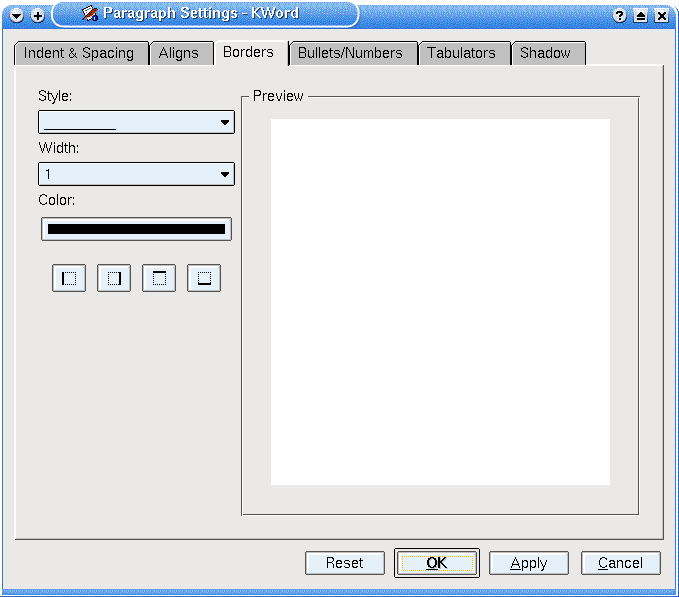 Paragraph Settings - KWord
Indent & Spacing Aligns Borders Bullets/Numbers Tabulators Shadow
Style:
Preview
Width:
1
Color:
Reset OK Apply Cancel